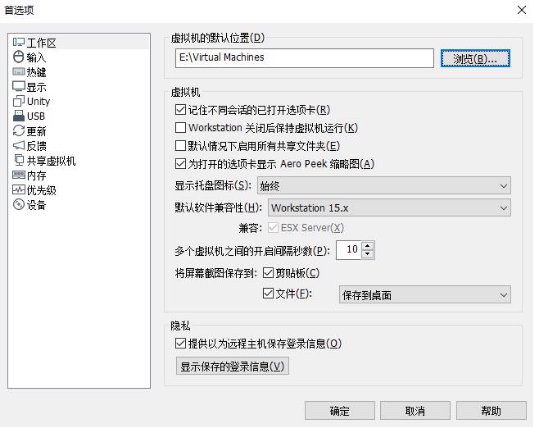 首选项
工作区
输入
热键
显示
Unity
USB
更新
反馈
共享虚拟机
内存
优先级
设备
虚拟机的默认位置(D)
E:\Virtual Machines
浏览(B)...
虚拟机
记住不同会话的已打开选项卡(R)
Workstation 关闭后保持虚拟机运行(K)
默认情况下启用所有共享文件夹(E)
为打开的选项卡显示 Aero Peek 缩略图(A)
显示托盘图标(S): 始终
默认软件兼容性(H): Workstation 15.x
兼容: ESX Server(X)
多个虚拟机之间的开启间隔秒数(P): 10
将屏幕截图保存到: 剪贴板(C)
文件(F): 保存到桌面
隐私
提供以为远程主机保存登录信息(O)
显示保存的登录信息(V)
确定 取消 帮助